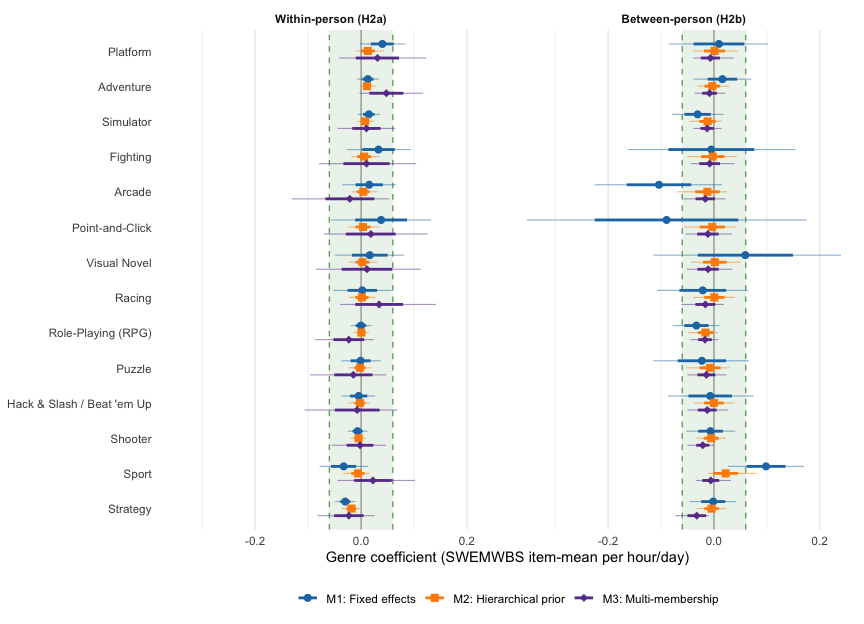 Within-person (H2a) Between-person (H2b)
Platform
Adventure
Simulator
Fighting
Arcade
Point-and-Click
Visual Novel
Racing
Role-Playing (RPG)
Puzzle
Hack & Slash / Beat 'em Up
Shooter
Sport
Strategy
-0.2 0.0 0.2 -0.2 0.0 0.2
Genre coefficient (SWEMWBS item-mean per hour/day)
M1: Fixed effects M2: Hierarchical prior M3: Multi-membership